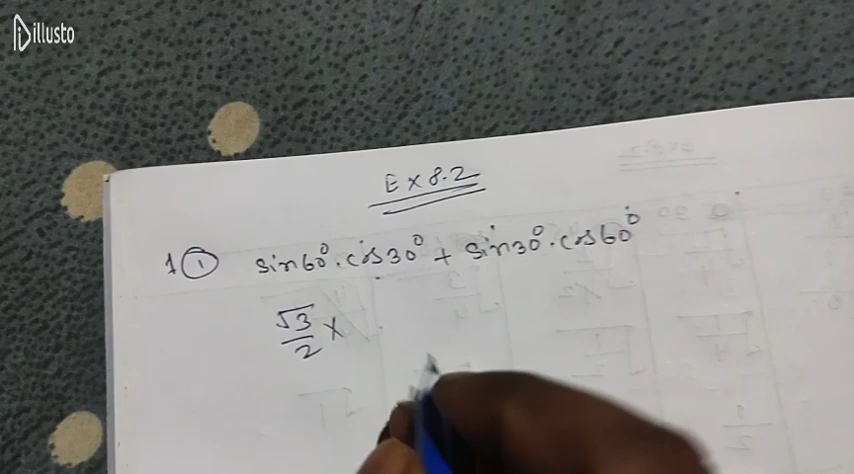 illusto
Ex 8.2
1 (1) sin60°. cos30° + sin30°. cos60°
√3/2 ×